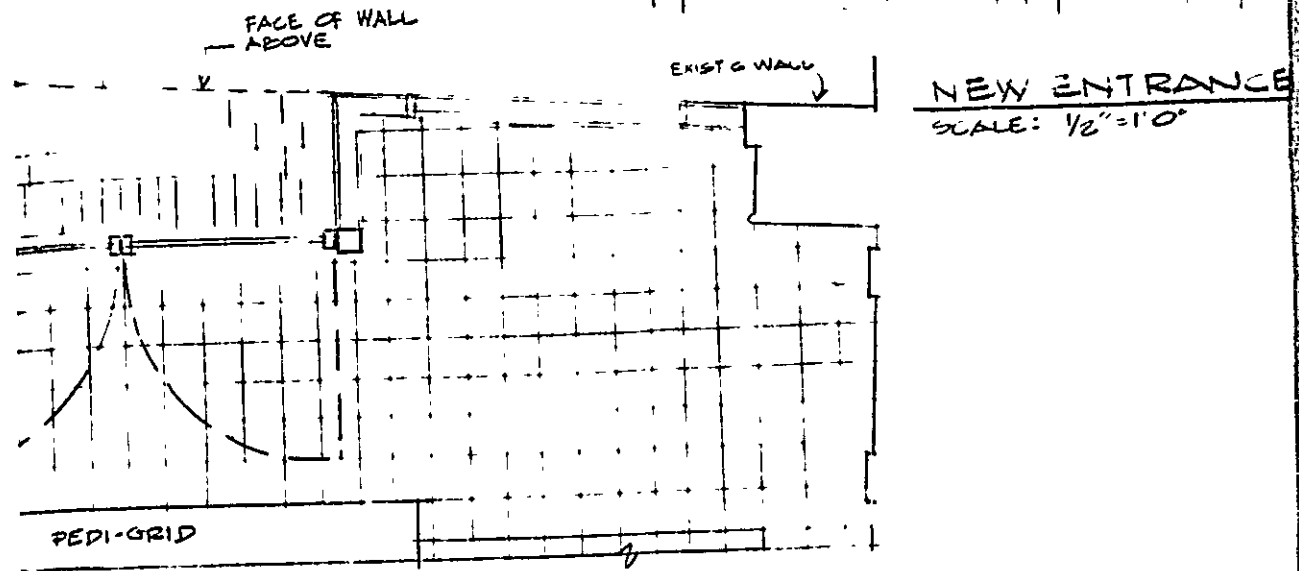 FACE OF WALL
ABOVE
EXIST'G WALL
NEW ENTRANCE
SCALE: 1/2"=1'0"
PEDI-GRID